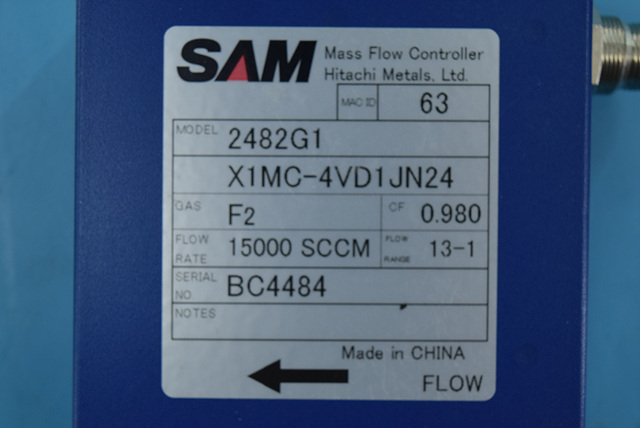 SAM Mass Flow Controller
Hitachi Metals, Ltd.
MAC ID 63
MODEL 2482G1
X1MC-4VD1JN24
GAS F2 CF 0.980
FLOW RATE 15000 SCCM FLOW RANGE 13-1
SERIAL NO. BC4484
NOTES
Made in CHINA
FLOW